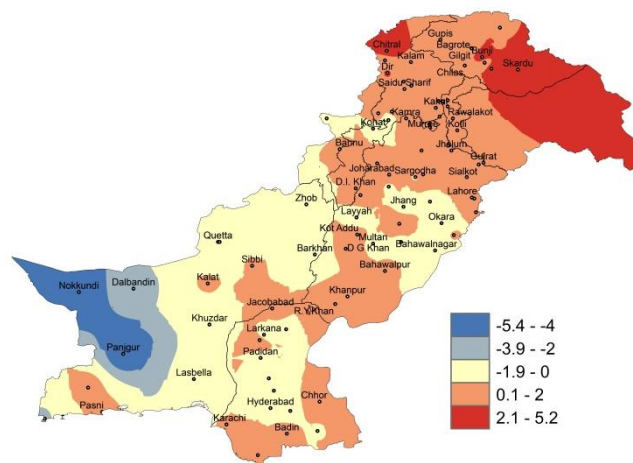 Gupis
Chitral
Bagrote
Kalam
Gilgit
Bunji
Dir
Chilas
Skardu
Saidu Sharif
Kakul
Kamra
Rawalakot
Kohat
Murree
Kotli
Bannu
Jhalum
Joharabad
Gujrat
Sargodha
Sialkot
D.I. Khan
Zhob
Jhang
Lahore
Layyah
Okara
Quetta
Kot Addu
Multan
Barkhan
D G Khan
Bahawalnagar
Sibbi
Bahawalpur
Nokkundi
Dalbandin
Kalat
Khanpur
Jacobabad
R.Y.Khan
Khuzdar
Larkana
Panjgur
Padidan
Lasbella
Pasni
Hyderabad
Chhor
Karachi
Badin
-5.4 - -4
-3.9 - -2
-1.9 - 0
0.1 - 2
2.1 - 5.2